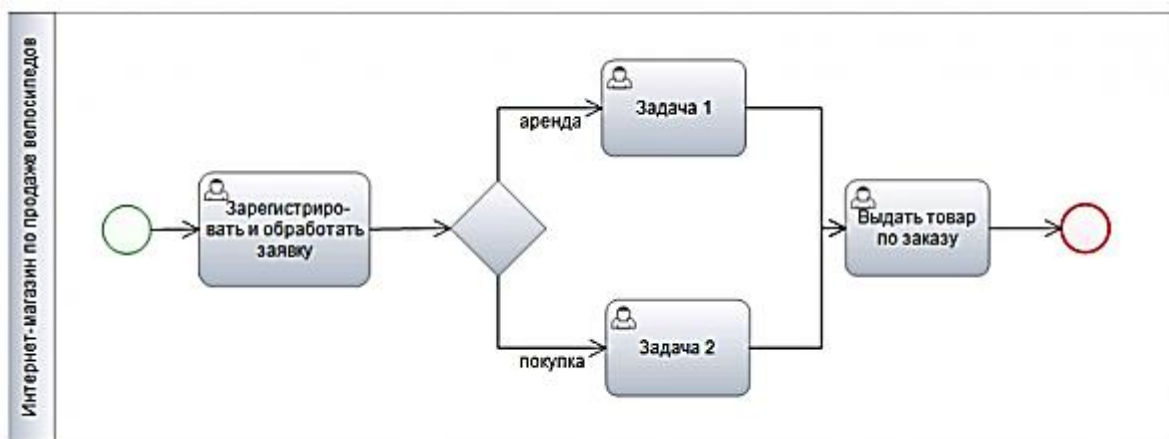 Интернет-магазин по продаже велосипедов
Зарегистриро-
вать и обработать
заявку
аренда
Задача 1
покупка
Задача 2
Выдать товар
по заказу